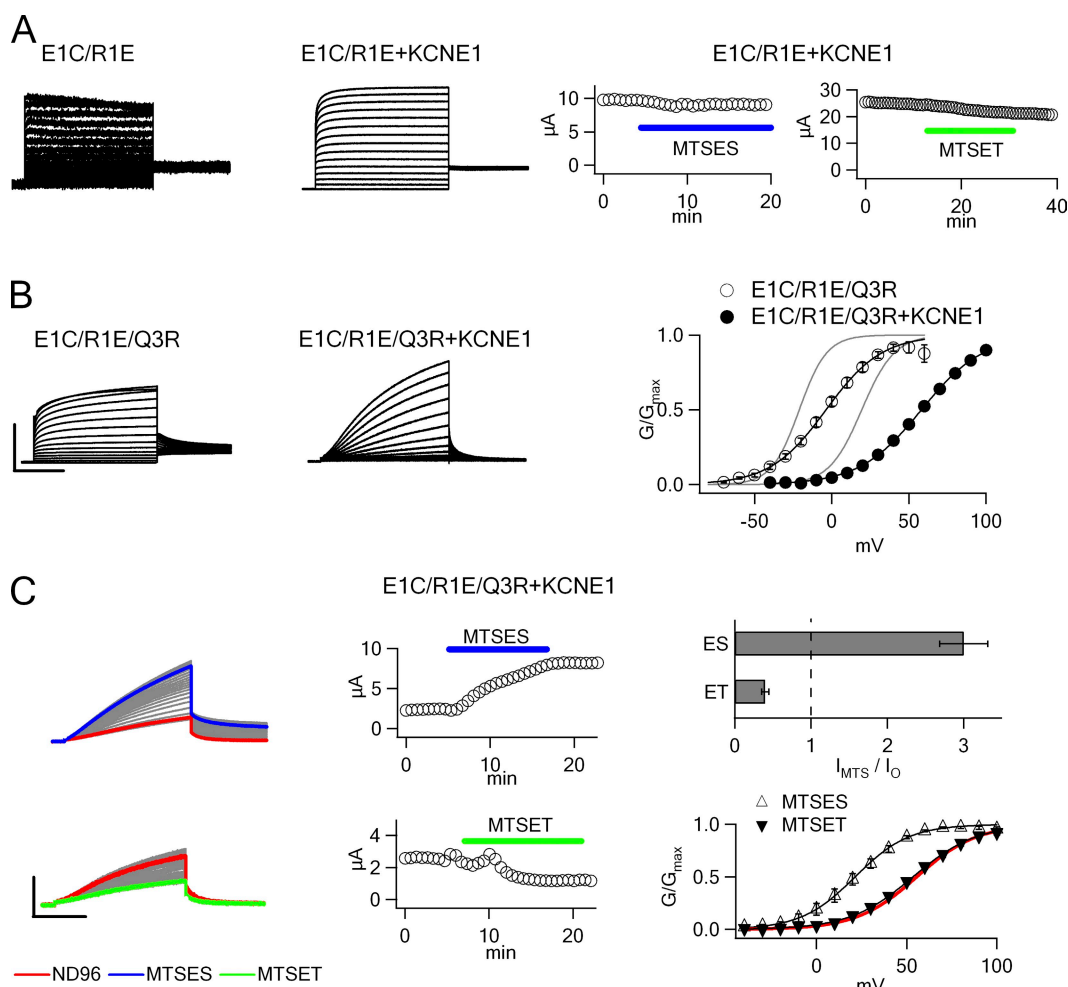 A
E1C/R1E
E1C/R1E+KCNE1
E1C/R1E+KCNE1
10
5
0
µA
MTSES
0
10
20
min
30
20
10
0
µA
MTSET
0
20
40
min
B
E1C/R1E/Q3R
E1C/R1E/Q3R+KCNE1
E1C/R1E/Q3R
E1C/R1E/Q3R+KCNE1
1.0
0.5
0.0
G/Gmax
-50
0
50
100
mV
C
E1C/R1E/Q3R+KCNE1
MTSES
10
5
0
µA
0
10
20
min
ES
ET
0
1
2
3
IMTS / IO
MTSET
4
2
0
µA
0
10
20
min
MTSES
MTSET
1.0
0.5
0.0
G/Gmax
0
50
100
mV
ND96
MTSES
MTSET